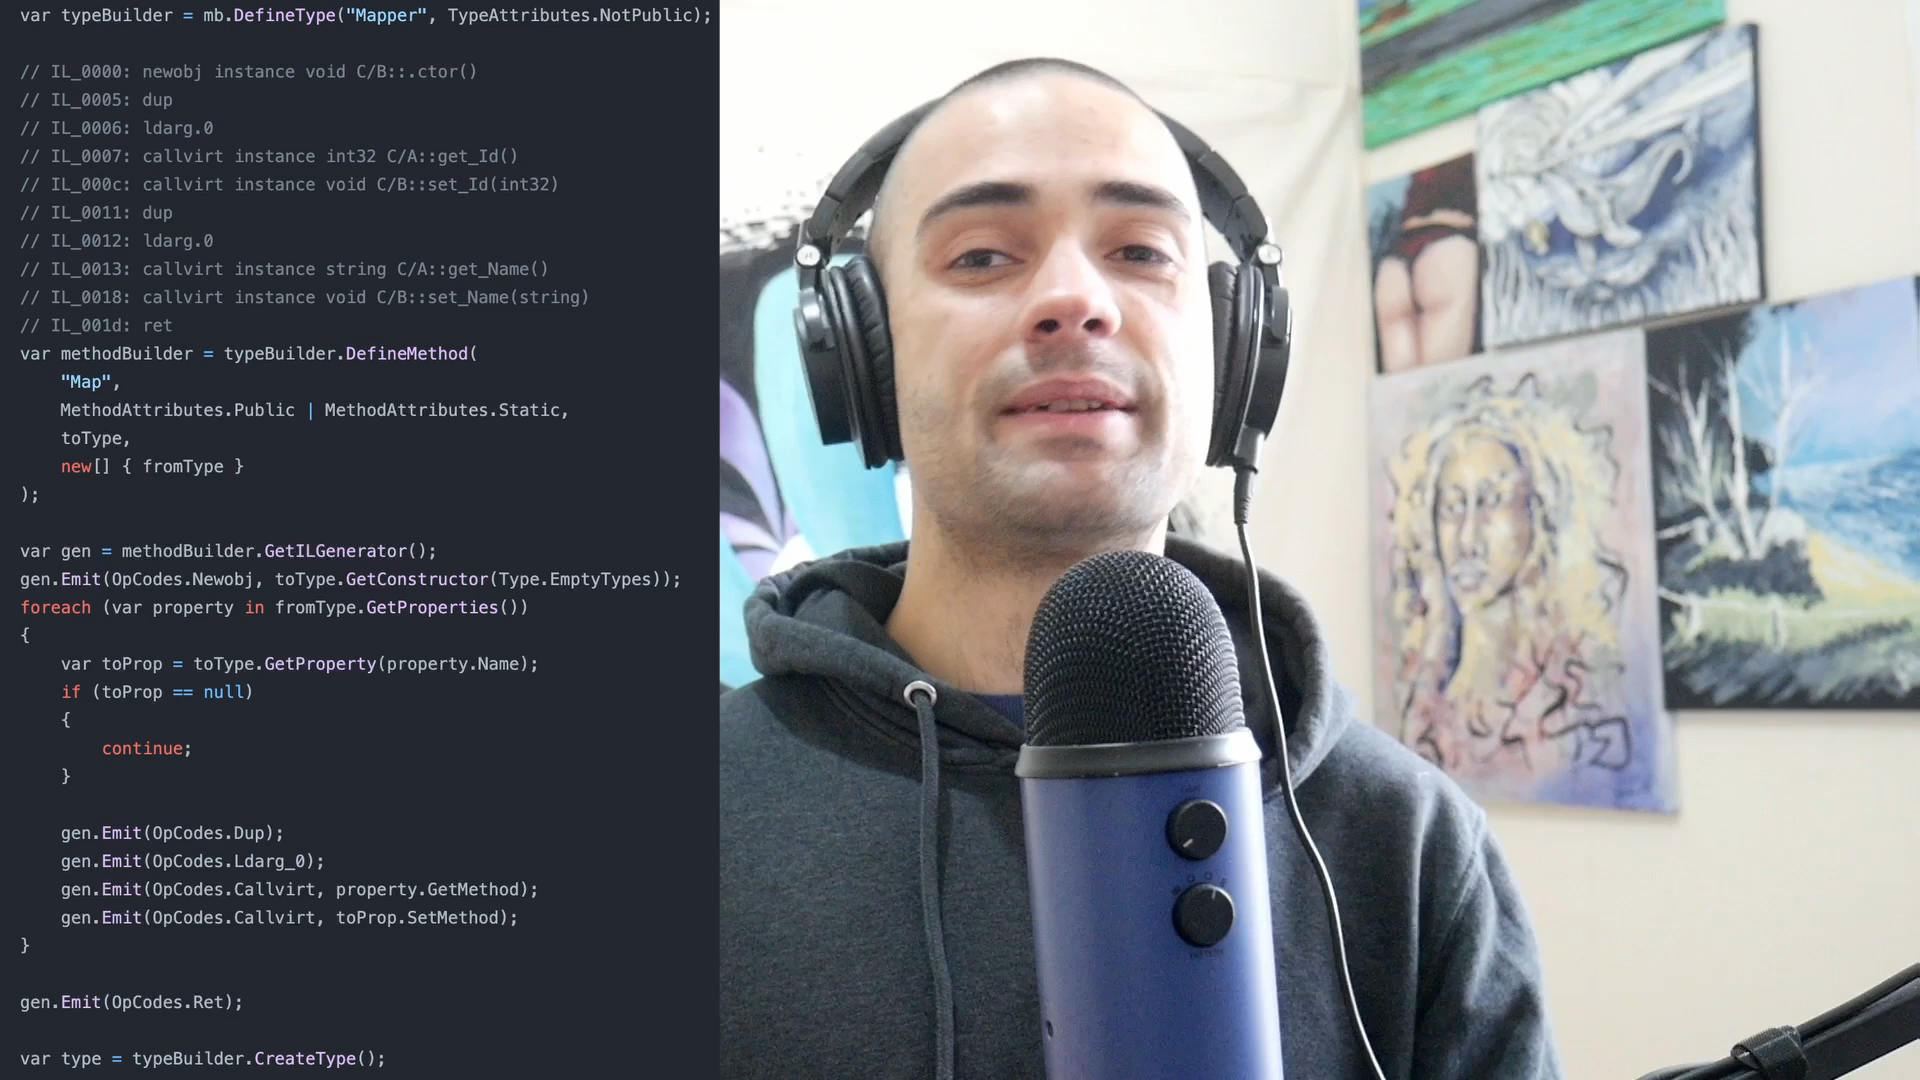 var typeBuilder = mb.DefineType("Mapper", TypeAttributes.NotPublic);
// IL_0000: newobj instance void C/B::.ctor()
// IL_0005: dup
// IL_0006: ldarg.0
// IL_0007: callvirt instance int32 C/A::get_Id()
// IL_000c: callvirt instance void C/B::set_Id(int32)
// IL_0011: dup
// IL_0012: ldarg.0
// IL_0013: callvirt instance string C/A::get_Name()
// IL_0018: callvirt instance void C/B::set_Name(string)
// IL_001d: ret
var methodBuilder = typeBuilder.DefineMethod(
"Map",
MethodAttributes.Public | MethodAttributes.Static,
toType,
new[] { fromType }
);
var gen = methodBuilder.GetILGenerator();
gen.Emit(OpCodes.Newobj, toType.GetConstructor(Type.EmptyTypes));
foreach (var property in fromType.GetProperties())
{
var toProp = toType.GetProperty(property.Name);
if (toProp == null)
{
continue;
}
gen.Emit(OpCodes.Dup);
gen.Emit(OpCodes.Ldarg_0);
gen.Emit(OpCodes.Callvirt, property.GetMethod);
gen.Emit(OpCodes.Callvirt, toProp.SetMethod);
}
gen.Emit(OpCodes.Ret);
var type = typeBuilder.CreateType();